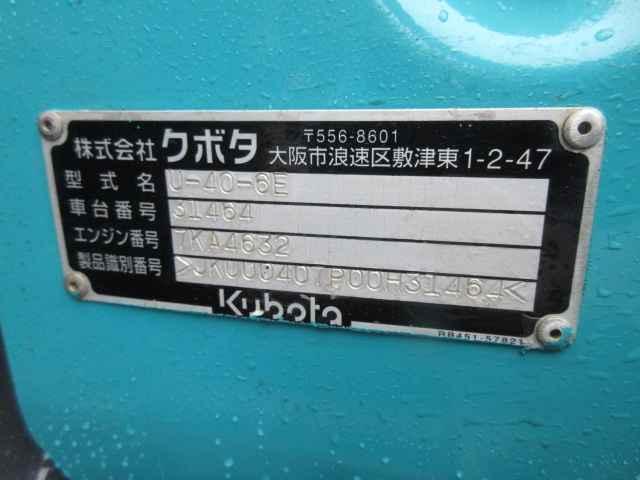 株式会社 クボタ 〒556-8601
大阪市浪速区敷津東1-2-47
型式名 U-40-6E
車台番号 31464
エンジン番号 7KA4632
製品識別番号 >JKUU0407P00H31464<
Kubota
RB451-57821